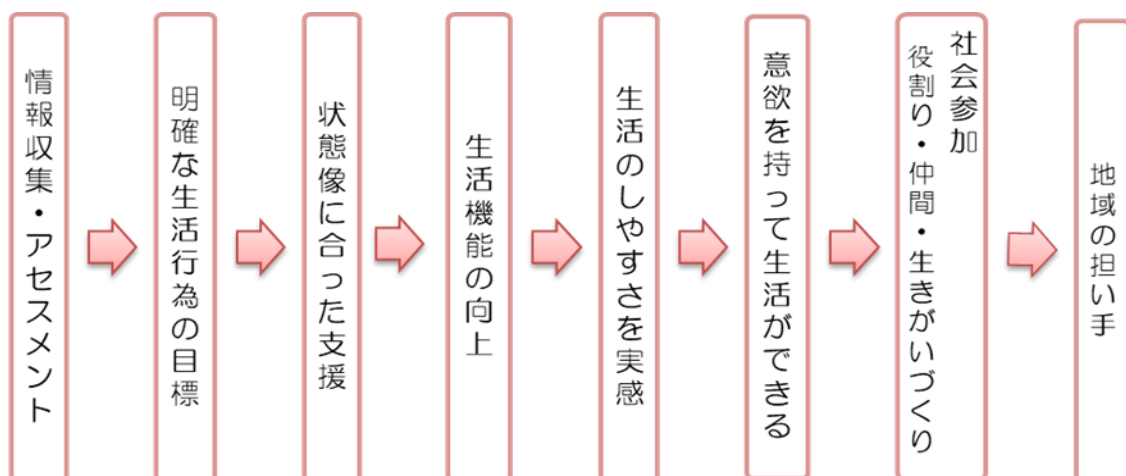 情報収集・アセスメント
明確な生活行為の目標
状態像に合った支援
生活機能の向上
生活のしやすさを実感
意欲を持って生活ができる
社会参加
役割り・仲間・生きがいづくり
地域の担い手